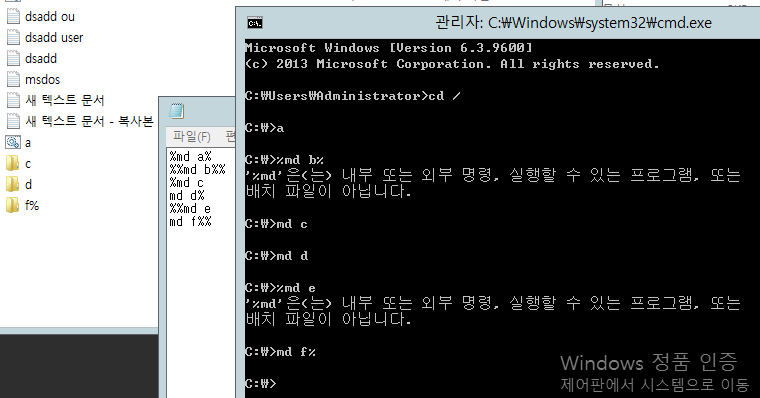 dsadd ou
dsadd user
dsadd
msdos
새 텍스트 문서
새 텍스트 문서 - 복사본
a
c
d
f%
파일(F) 편
%md a%
%%md b%%
%md c
md d%
%%md e
md f%%
관리자: C:₩Windows₩system32₩cmd.exe
Microsoft Windows [Version 6.3.9600]
(c) 2013 Microsoft Corporation. All rights reserved.
C:₩Users₩Administrator>cd /
C:₩>a
C:₩>%md b%
'%md'은(는) 내부 또는 외부 명령, 실행할 수 있는 프로그램, 또는
배치 파일이 아닙니다.
C:₩>md c
C:₩>md d
C:₩>%md e
'%md'은(는) 내부 또는 외부 명령, 실행할 수 있는 프로그램, 또는
배치 파일이 아닙니다.
C:₩>md f%
C:₩>
Windows 정품 인증
제어판에서 시스템으로 이동